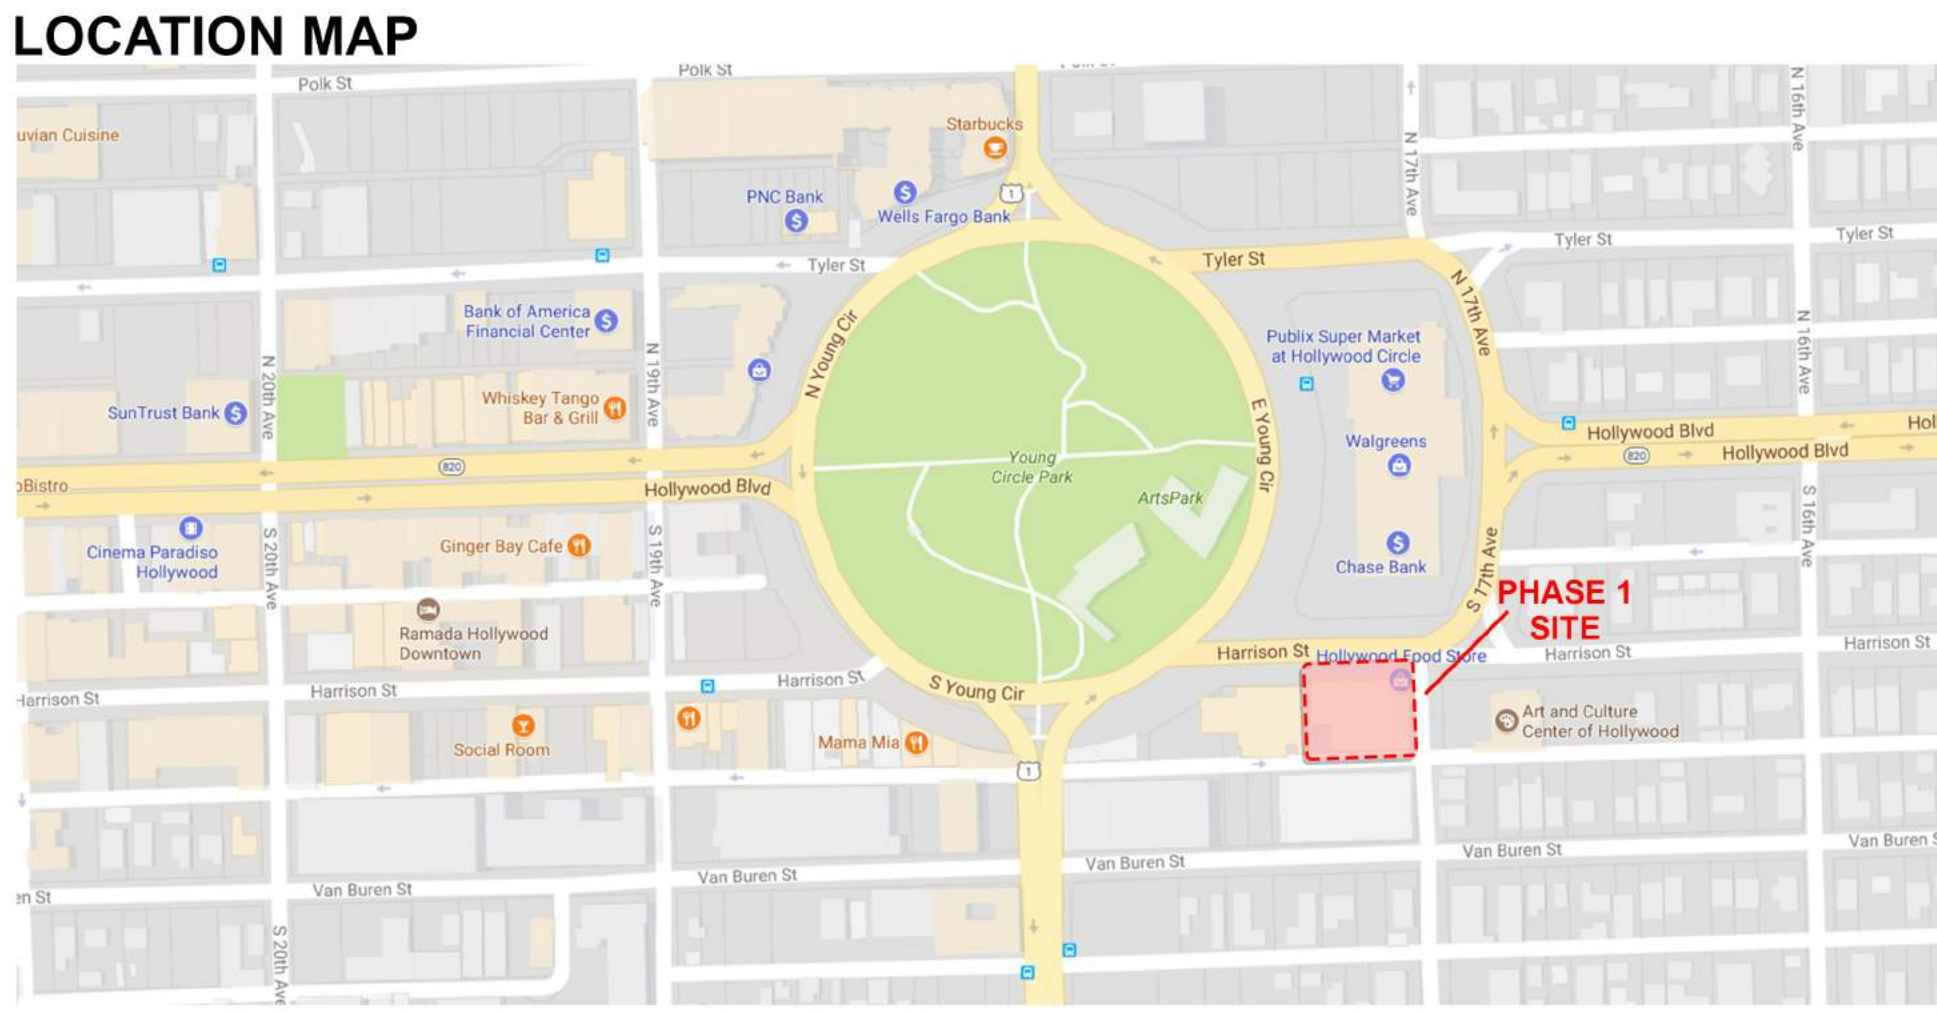 LOCATION MAP
Polk St
Polk St
uvian Cuisine
Starbucks
N 17th Ave
N 16th Ave
PNC Bank
1
Wells Fargo Bank
Tyler St
Tyler St
Tyler St
Tyler St
Bank of America
Financial Center
N Young Cir
N 17th Ave
N 16th Ave
Publix Super Market
at Hollywood Circle
N 20th Ave
N 19th Ave
SunTrust Bank
Whiskey Tango
Bar & Grill
E Young Cir
Walgreens
Hollywood Blvd
Hol
820
Young
Circle Park
820
Hollywood Blvd
oBistro
Hollywood Blvd
ArtsPark
S 16th Ave
Cinema Paradiso
Hollywood
S 20th Ave
Ginger Bay Cafe
S 19th Ave
Chase Bank
S 17th Ave
PHASE 1
SITE
Ramada Hollywood
Downtown
Harrison St
Hollywood Food Store
Harrison St
Harrison St
Harrison St
Harrison St
Harrison St
S Young Cir
Social Room
Mama Mia
Art and Culture
Center of Hollywood
1
Van Buren St
Van Buren St
Van Buren St
Van Buren S
en St
Van Buren St
S 20th Ave